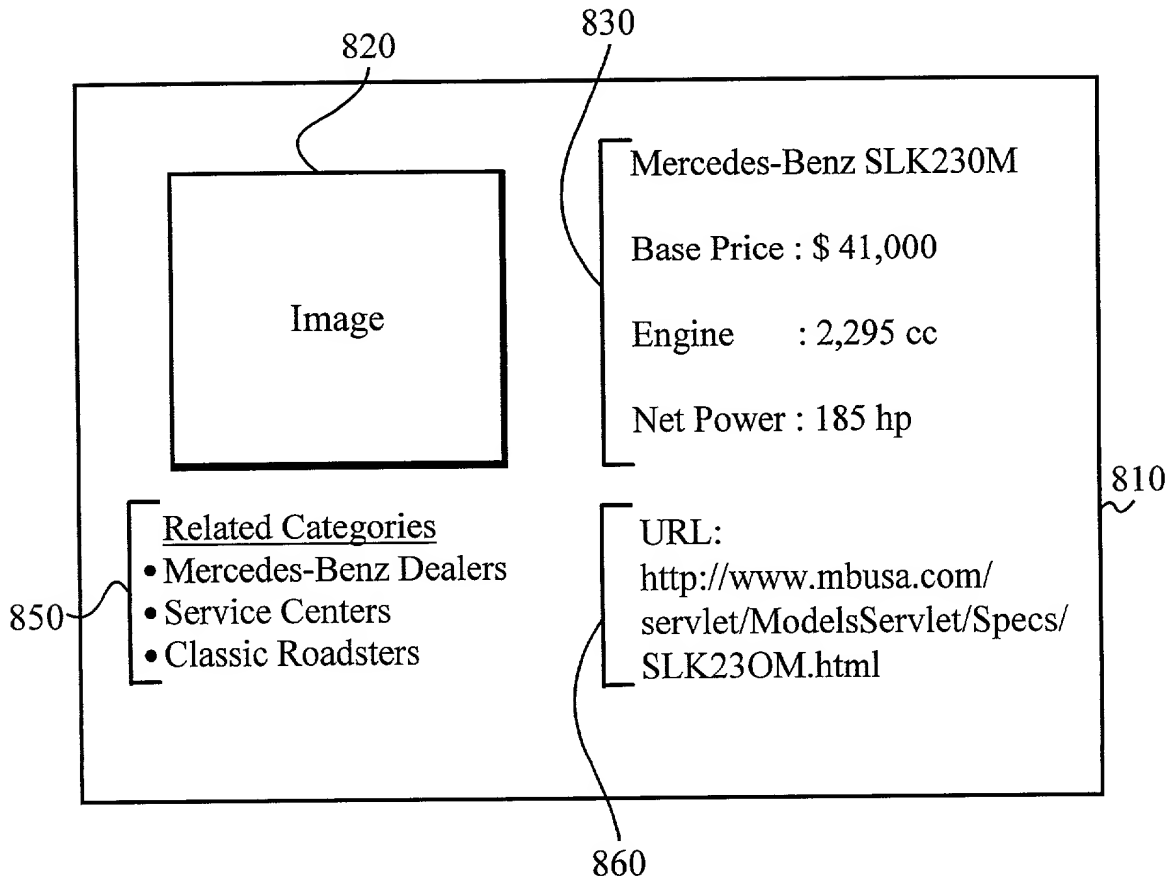 830
820
Mercedes-Benz SLK230M
Base Price : $ 41,000
Image
Engine : 2,295 cc
Net Power : 185 hp
810
Related Categories
• Mercedes-Benz Dealers
• Service Centers
• Classic Roadsters
850
URL:
http://www.mbusa.com/
servlet/ModelsServlet/Specs/
SLK23OM.html
860